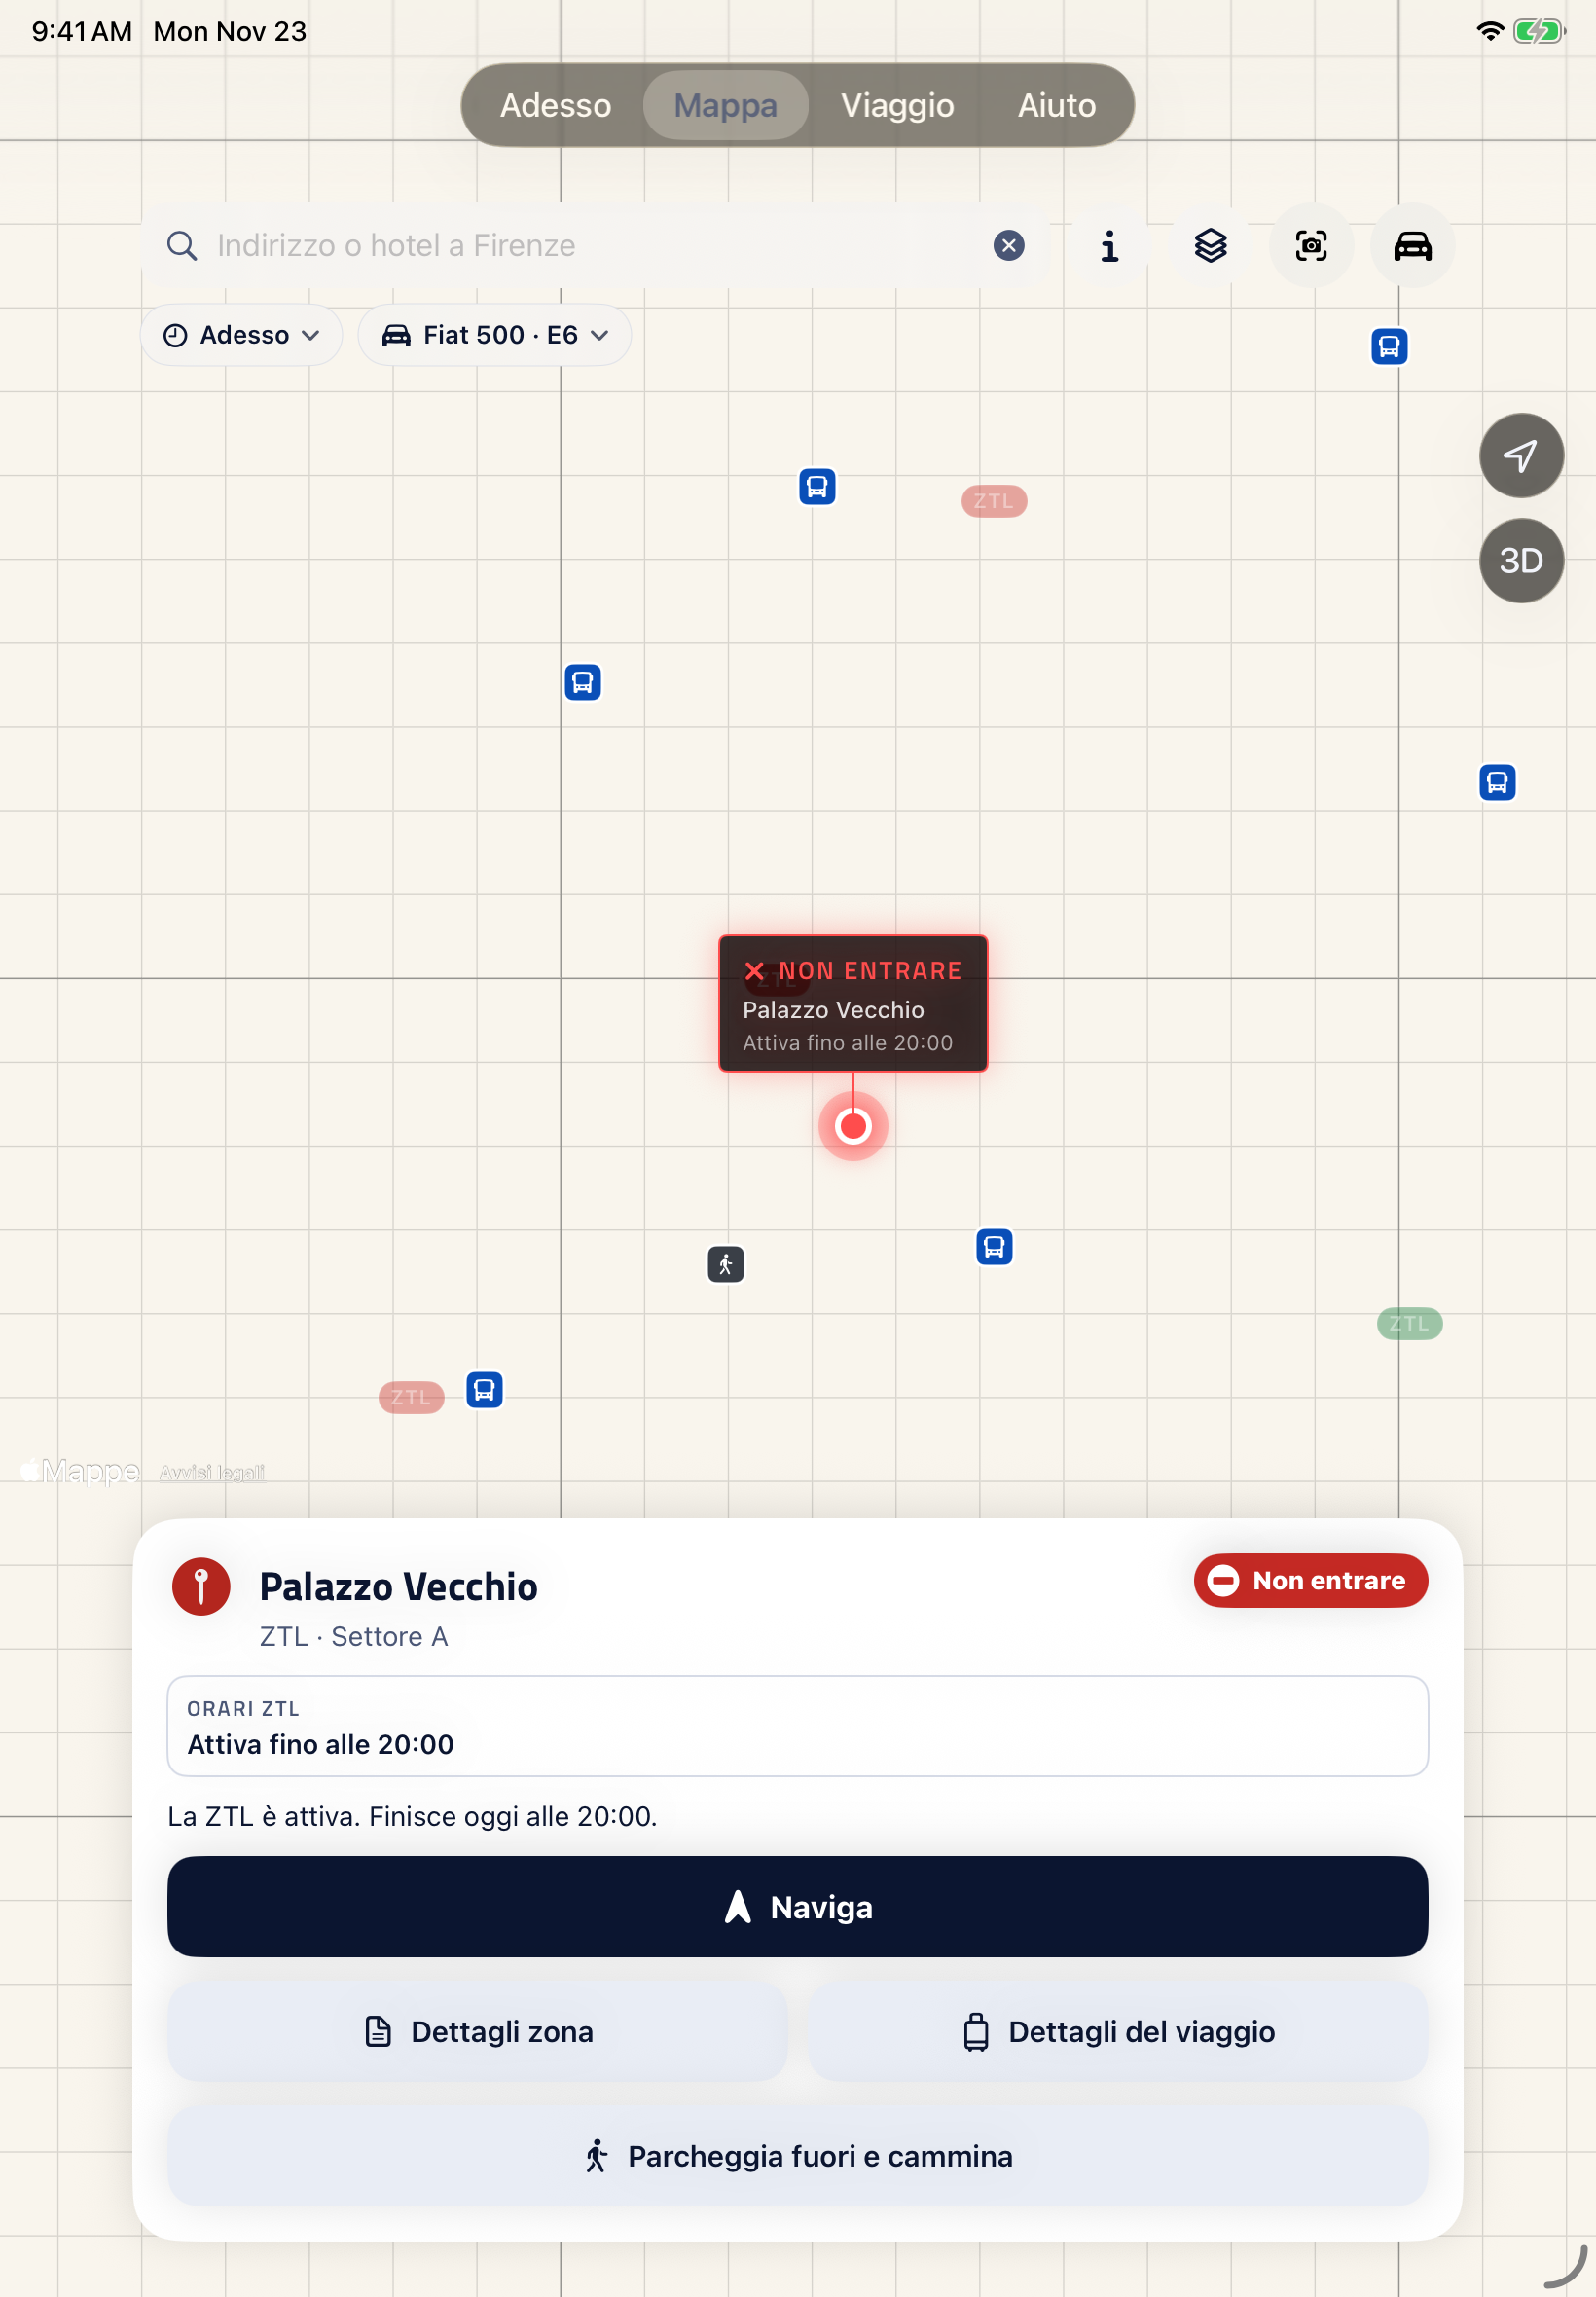 9:41 AM Mon Nov 23
Adesso Mappa Viaggio Aiuto
Indirizzo o hotel a Firenze
Adesso Fiat 500 · E6
ZTL
3D
NON ENTRARE
ZTL
Palazzo Vecchio
Attiva fino alle 20:00
ZTL
ZTL
Mappe Avvisi legali
Palazzo Vecchio
Non entrare
ZTL · Settore A
ORARI ZTL
Attiva fino alle 20:00
La ZTL è attiva. Finisce oggi alle 20:00.
Naviga
Dettagli zona
Dettagli del viaggio
Parcheggia fuori e cammina